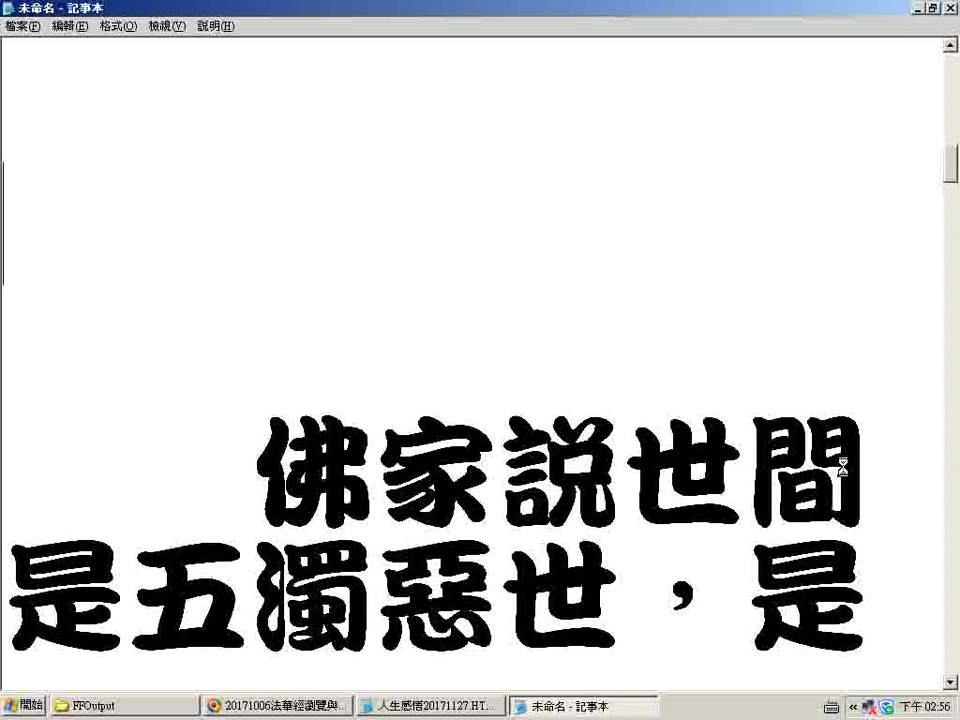 未命名 - 記事本
檔案(F) 編輯(E) 格式(O) 檢視(V) 說明(H)
佛家說世間
是五濁惡世，是
開始 FFOutput 20171006法華經瀏覽與... 人生感悟20171127.HT... 未命名 - 記事本 « 下午 02:56